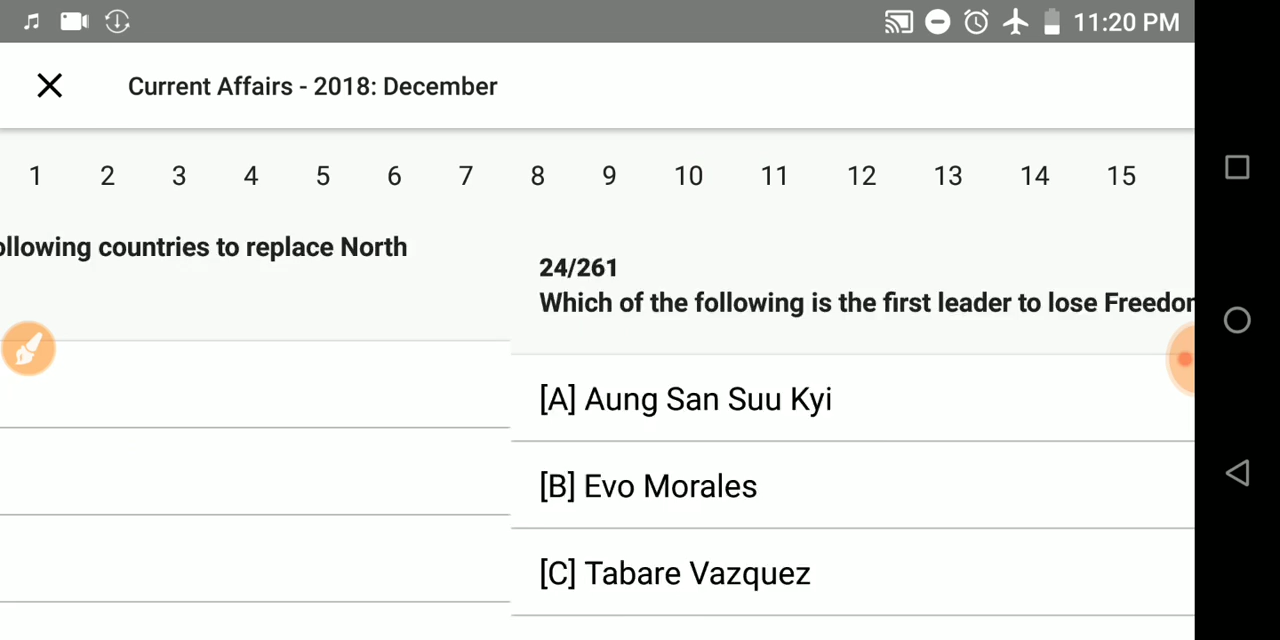 11:20 PM
Current Affairs - 2018: December
1 2 3 4 5 6 7 8 9 10 11 12 13 14 15
following countries to replace North
24/261
Which of the following is the first leader to lose
[A] Aung San Suu Kyi
[B] Evo Morales
[C] Tabare Vazquez